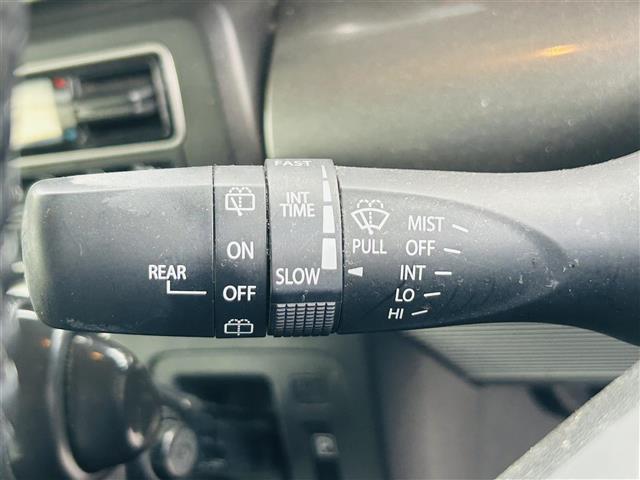 REAR
ON
OFF
FAST
INT
TIME
SLOW
PULL
MIST
OFF
INT
LO
HI